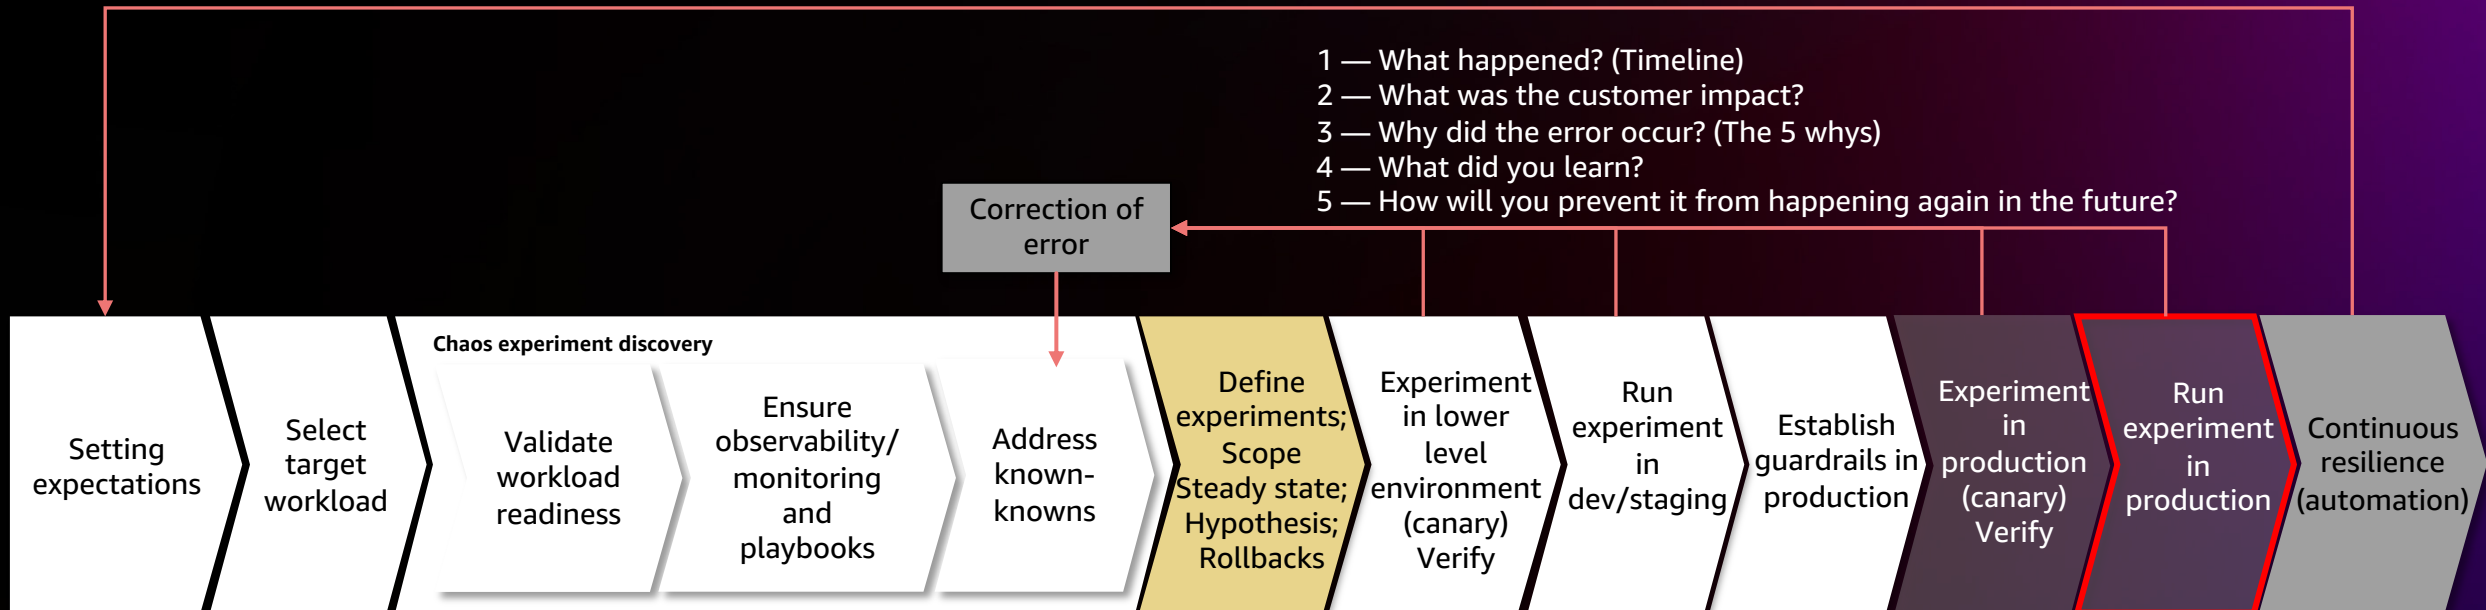 1 — What happened? (Timeline)
2 — What was the customer impact?
3 — Why did the error occur? (The 5 whys)
4 — What did you learn?
5 — How will you prevent it from happening again in the future?
Correction of
error
Setting
expectations
Select
target
workload
Chaos experiment discovery
Validate
workload
readiness
Ensure
observability/
monitoring
and
playbooks
Address
known-
knowns
Define
experiments;
Scope
Steady state;
Hypothesis;
Rollbacks
Experiment
in lower
level
environment
(canary)
Verify
Run
experiment
in
dev/staging
Establish
guardrails in
production
Experiment
in
production
(canary)
Verify
Run
experiment
in
production
Continuous
resilience
(automation)